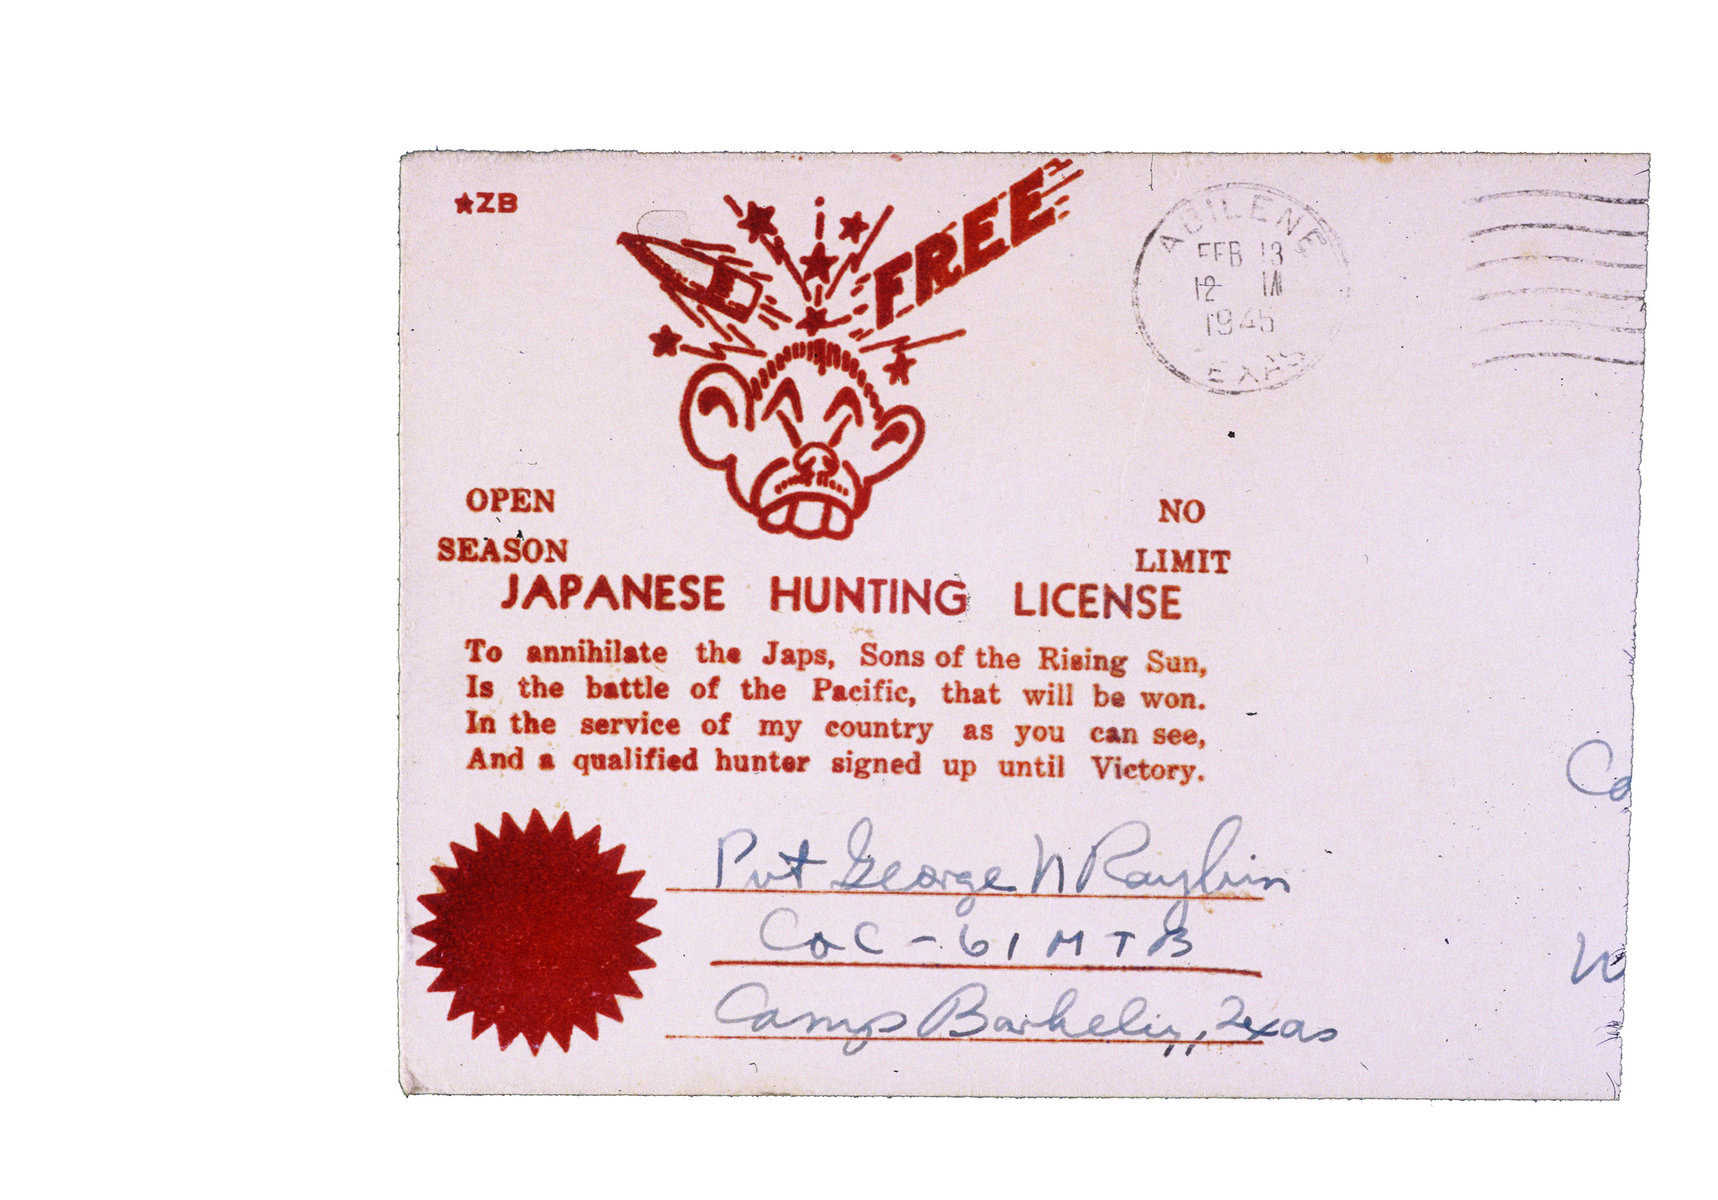 ★ZB
FREE
ABILENE
FEB 13
12 M
1945
TEXAS
OPEN
SEASON
NO
LIMIT
JAPANESE HUNTING LICENSE
To annihilate the Japs, Sons of the Rising Sun,
Is the battle of the Pacific, that will be won.
In the service of my country as you can see,
And a qualified hunter signed up until Victory.
Pvt George N Rayburn
Co C - 61 MTB
Camp Barkeley, Texas
Co